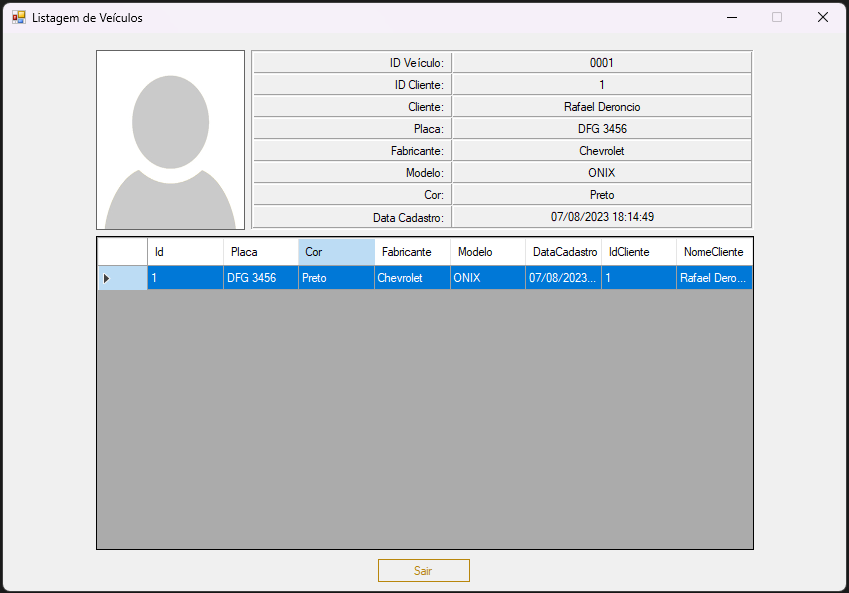 Listagem de Veículos
ID Veículo: 0001
ID Cliente: 1
Cliente: Rafael Deroncio
Placa: DFG 3456
Fabricante: Chevrolet
Modelo: ONIX
Cor: Preto
Data Cadastro: 07/08/2023 18:14:49
Id Placa Cor Fabricante Modelo DataCadastro IdCliente NomeCliente
1 DFG 3456 Preto Chevrolet ONIX 07/08/2023... 1 Rafael Dero...
Sair